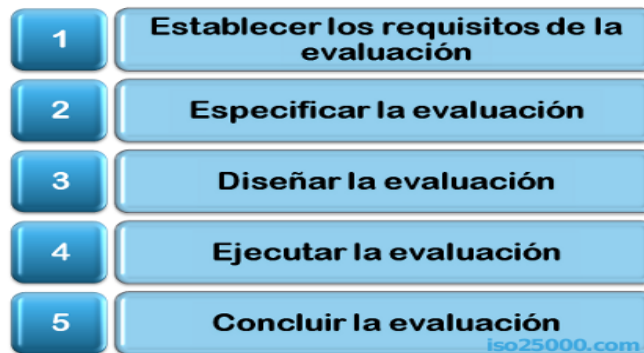 1
Establecer los requisitos de la
evaluación
2
Especificar la evaluación
3
Diseñar la evaluación
4
Ejecutar la evaluación
5
Concluir la evaluación
iso25000.com